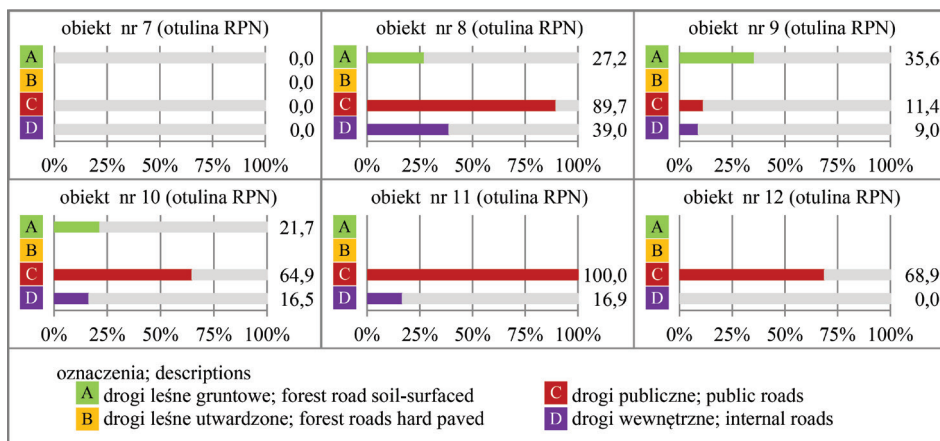 obiekt nr 7 (otulina RPN)
A 0,0
B 0,0
C 0,0
D 0,0
0% 25% 50% 75% 100%
obiekt nr 8 (otulina RPN)
A 27,2
B
C 89,7
D 39,0
0% 25% 50% 75% 100%
obiekt nr 9 (otulina RPN)
A 35,6
B
C 11,4
D 9,0
0% 25% 50% 75% 100%
obiekt nr 10 (otulina RPN)
A 21,7
B
C 64,9
D 16,5
0% 25% 50% 75% 100%
obiekt nr 11 (otulina RPN)
A
B
C 100,0
D 16,9
0% 25% 50% 75% 100%
obiekt nr 12 (otulina RPN)
A
B
C 68,9
D 0,0
0% 25% 50% 75% 100%
oznaczenia; descriptions
A drogi leśne gruntowe; forest road soil-surfaced
B drogi leśne utwardzone; forest roads hard paved
C drogi publiczne; public roads
D drogi wewnętrzne; internal roads